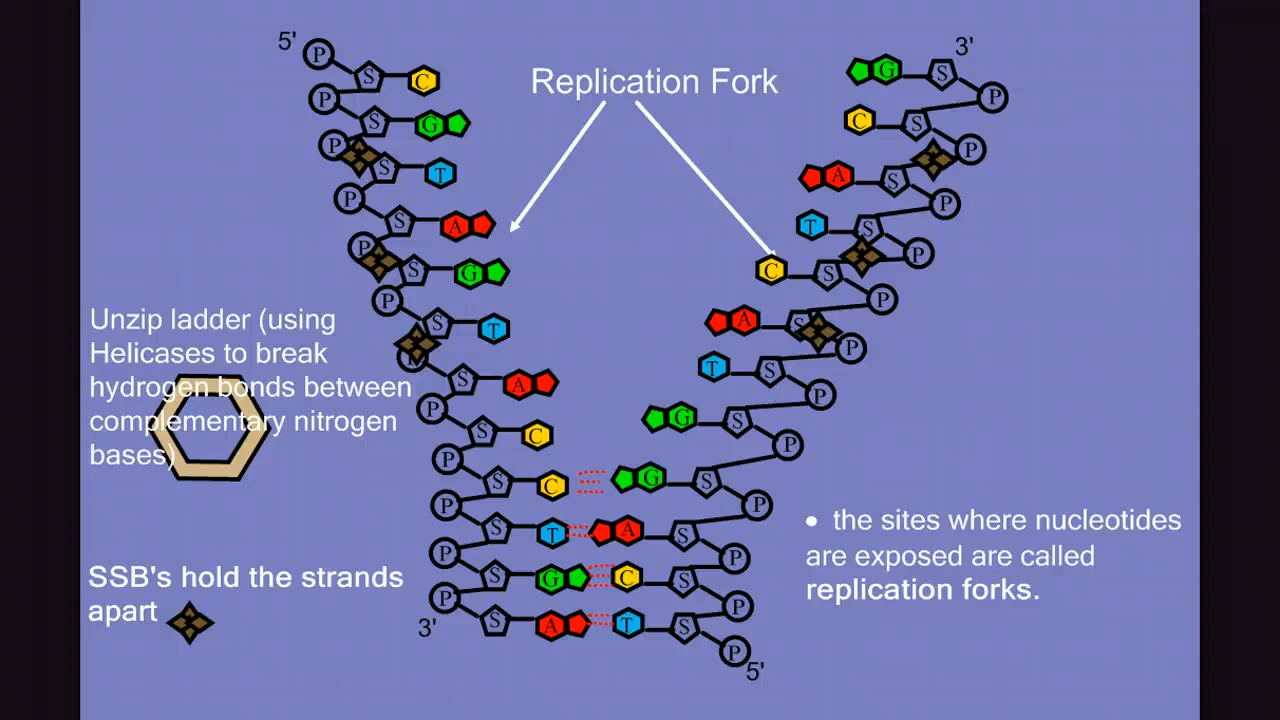 5'
3'
Replication Fork
P S C
G S
P S G
P
C S
P S T
P
A S
P S A
P
T S
P S G
P
C S
P
Unzip ladder (using
Helicases to break
hydrogen bonds between
complementary nitrogen
bases)
P S T
A S
P
S A
T S
P
P S C
G S
P
P S C
G S
P
P S T
A S
P
P S G
C S
P
P S A
T S
P
3'
5'
• the sites where nucleotides
are exposed are called
replication forks.
SSB's hold the strands
apart